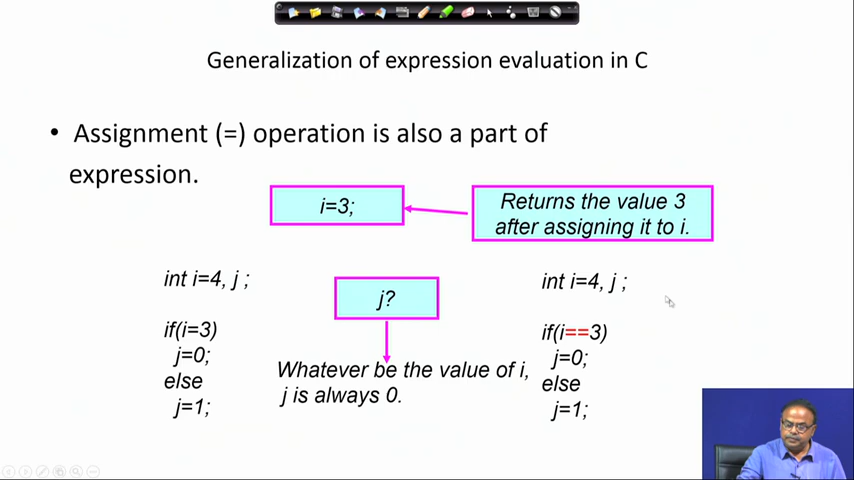 Generalization of expression evaluation in C
• Assignment (=) operation is also a part of
expression.
i=3;
Returns the value 3
after assigning it to i.
int i=4, j ;
if(i=3)
j=0;
else
j=1;
j?
Whatever be the value of i,
j is always 0.
int i=4, j ;
if(i==3)
j=0;
else
j=1;